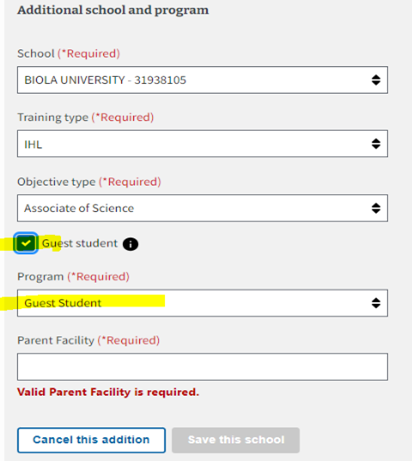 Additional school and program
School (*Required)
BIOLA UNIVERSITY - 31938105
Training type (*Required)
IHL
Objective type (*Required)
Associate of Science
Guest student
Program (*Required)
Guest Student
Parent Facility (*Required)
Valid Parent Facility is required.
Cancel this addition Save this school